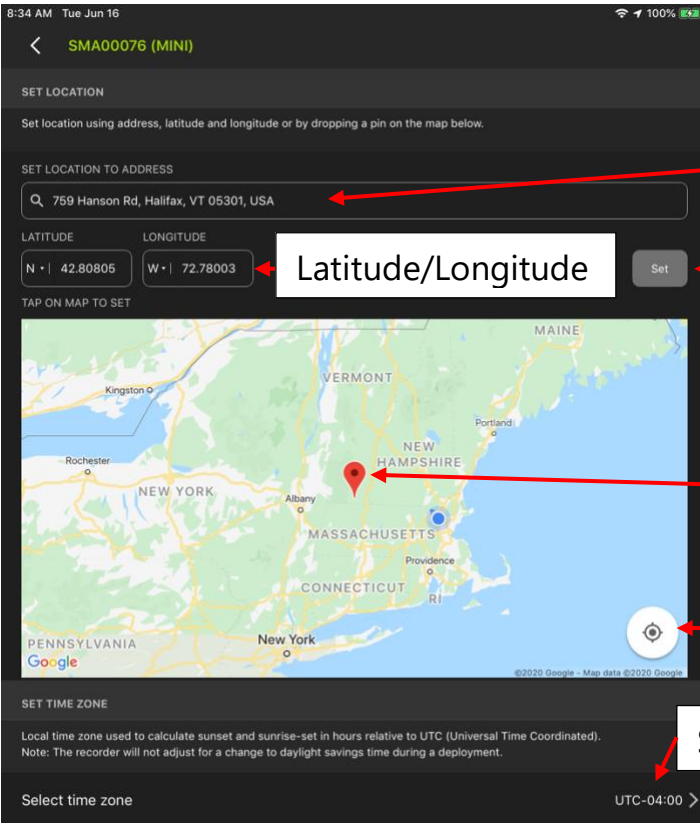 8:34 AM Tue Jun 16
100%
SMA00076 (MINI)
SET LOCATION
Set location using address, latitude and longitude or by dropping a pin on the map below.
SET LOCATION TO ADDRESS
759 Hanson Rd, Halifax, VT 05301, USA
LATITUDE LONGITUDE
N 42.80805 W 72.78003 Latitude/Longitude Set
TAP ON MAP TO SET
MAINE
VERMONT
Kingston
Portland
NEW
HAMPSHIRE
Rochester
NEW YORK
Albany
MASSACHUSETTS
Providence
CONNECTICUT
RI
PENNSYLVANIA
New York
Google
©2020 Google - Map data ©2020 Google
SET TIME ZONE
Local time zone used to calculate sunset and sunrise-set in hours relative to UTC (Universal Time Coordinated).
Note: The recorder will not adjust for a change to daylight savings time during a deployment.
Select time zone UTC-04:00